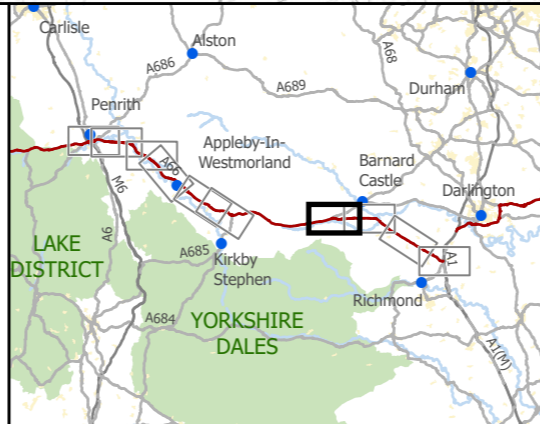 Carlisle
Alston
A68
A686
A689
Durham
Penrith
Appleby-In-
Westmorland
Barnard
Castle
A66
Darlington
M6
A6
LAKE
DISTRICT
A685
Kirkby
Stephen
A1
Richmond
YORKSHIRE
DALES
A684
A1(M)